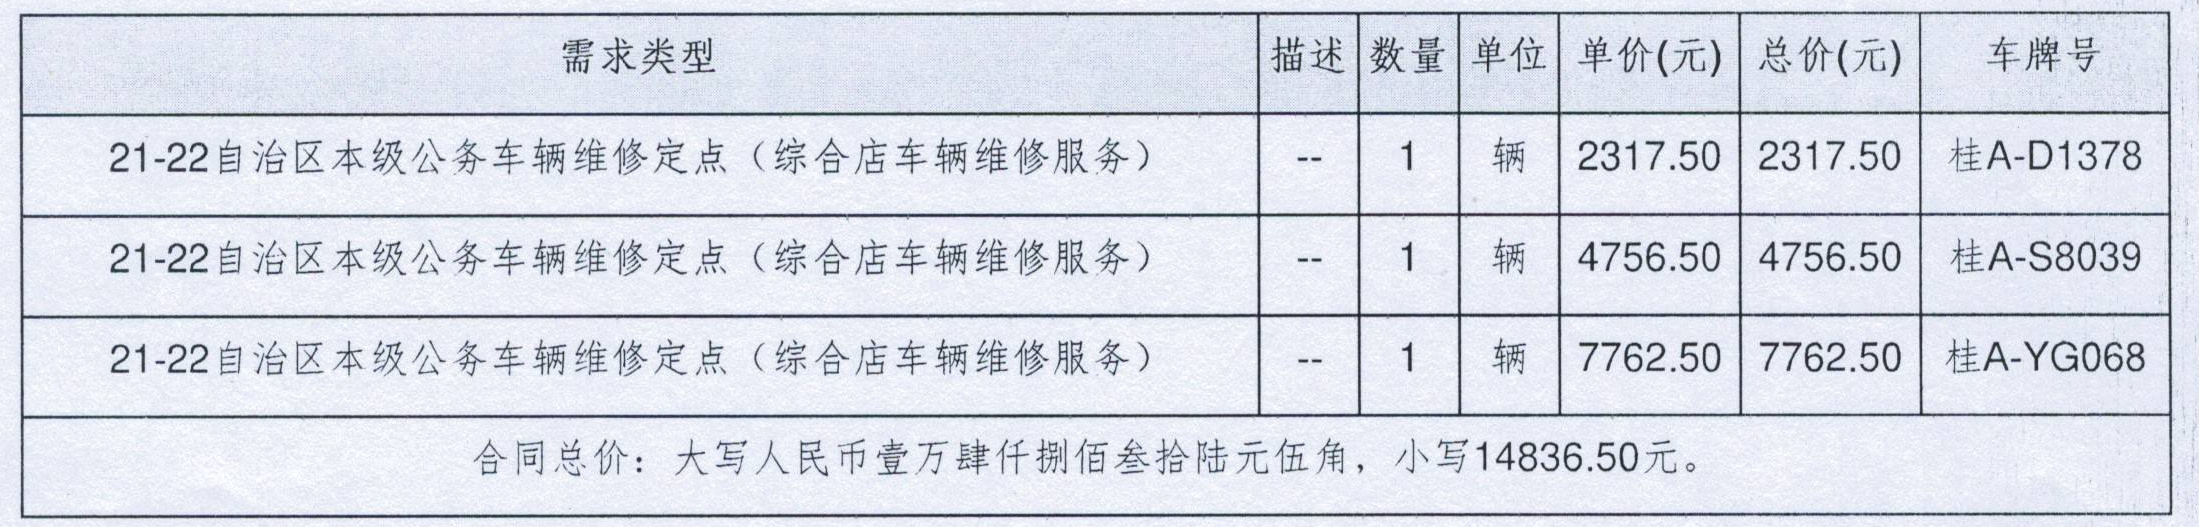 需求类型 描述 数量 单位 单价(元) 总价(元) 车牌号
21-22自治区本级公务车辆维修定点（综合店车辆维修服务） -- 1 辆 2317.50 2317.50 桂A-D1378
21-22自治区本级公务车辆维修定点（综合店车辆维修服务） -- 1 辆 4756.50 4756.50 桂A-S8039
21-22自治区本级公务车辆维修定点（综合店车辆维修服务） -- 1 辆 7762.50 7762.50 桂A-YG068
合同总价：大写人民币壹万肆仟捌佰叁拾陆元伍角，小写14836.50元。